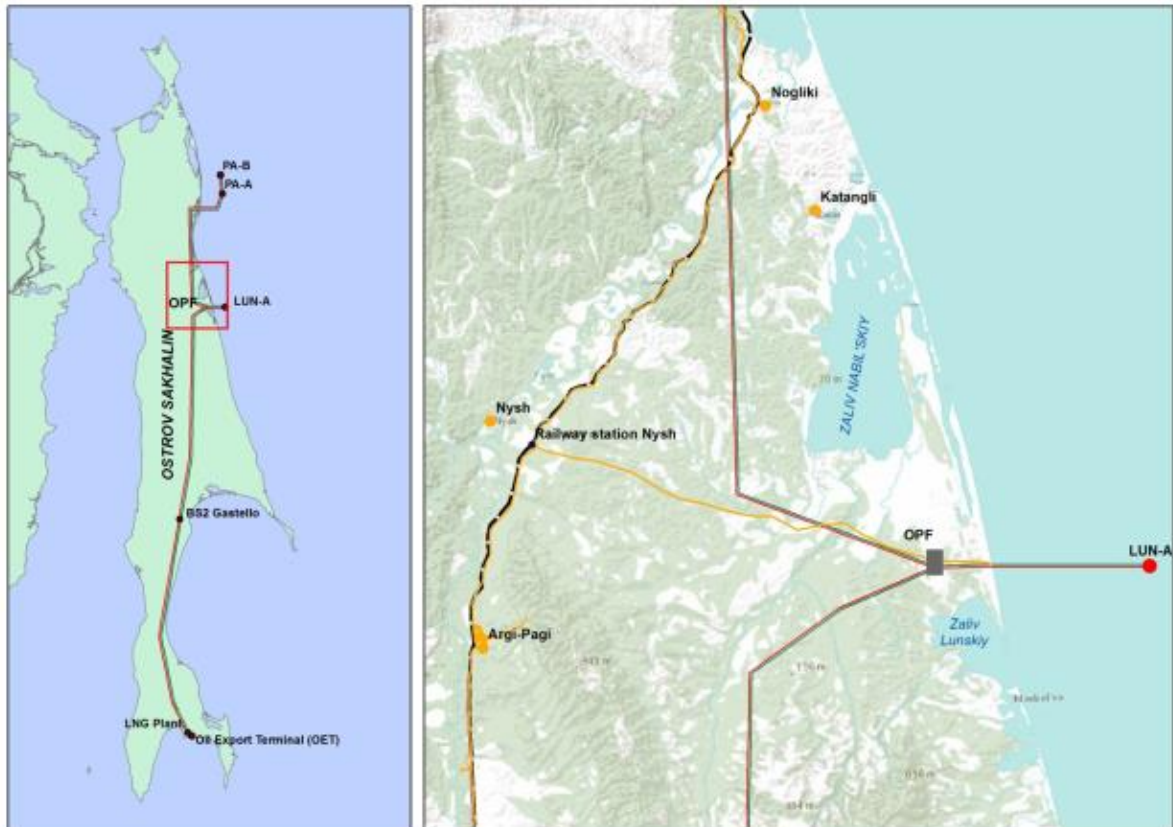 PA-B
PA-A
OPF
LUN-A
OSTROV SAKHALIN
BS2 Gastello
LNG Plant
Oil Export Terminal (OET)
Nogliki
Katangli
ZALIV NABIL'SKIY
Nysh
Railway station Nysh
OPF
LUN-A
Argi-Pagi
Zaliv
Lunskiy